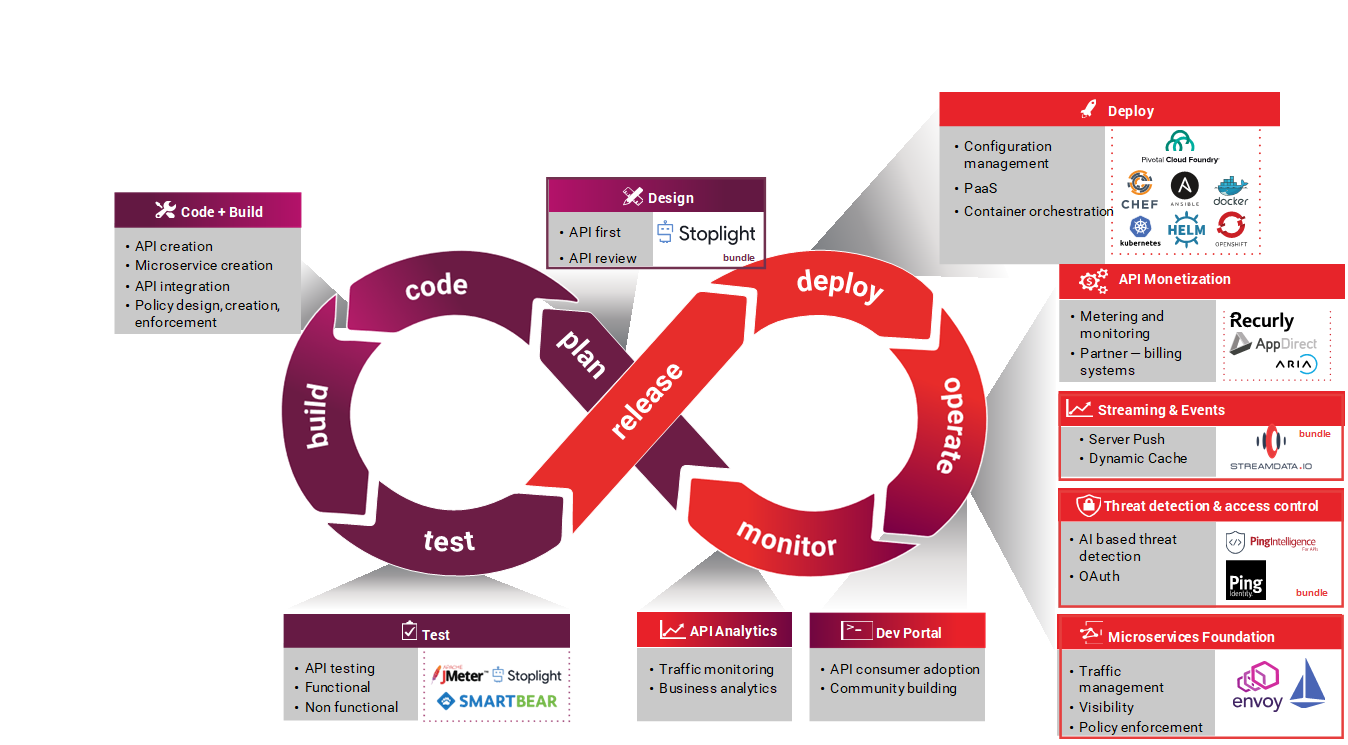 Deploy
• Configuration
management
• PaaS
• Container orchestration
Pivotal Cloud Foundry
CHEF
ANSIBLE
docker
kubernetes
HELM
OPENSHIFT
Code + Build
• API creation
• Microservice creation
• API integration
• Policy design, creation,
enforcement
Design
• API first
• API review
Stoplight
bundle
code
plan
build
test
release
deploy
operate
monitor
API Monetization
• Metering and
monitoring
• Partner — billing
systems
Recurly
AppDirect
ARIA
Streaming & Events
• Server Push
• Dynamic Cache
bundle
STREAMDATA.IO
Threat detection & access control
• AI based threat
detection
• OAuth
PingIntelligence
For APIs
Ping
Identity
bundle
Test
• API testing
• Functional
• Non functional
APACHE
JMeter™
Stoplight
SMARTBEAR
API Analytics
• Traffic monitoring
• Business analytics
Dev Portal
• API consumer adoption
• Community building
Microservices Foundation
• Traffic
management
• Visibility
• Policy enforcement
envoy